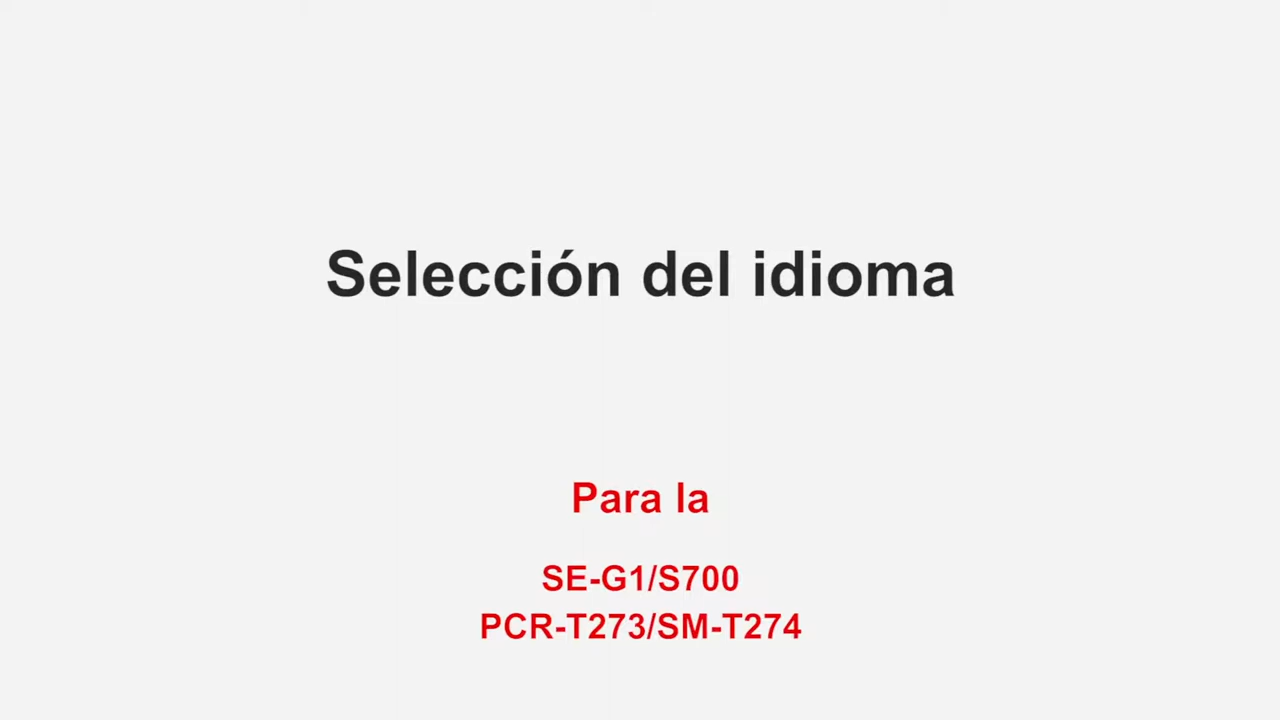 Selección del idioma
Para la
SE-G1/S700
PCR-T273/SM-T274